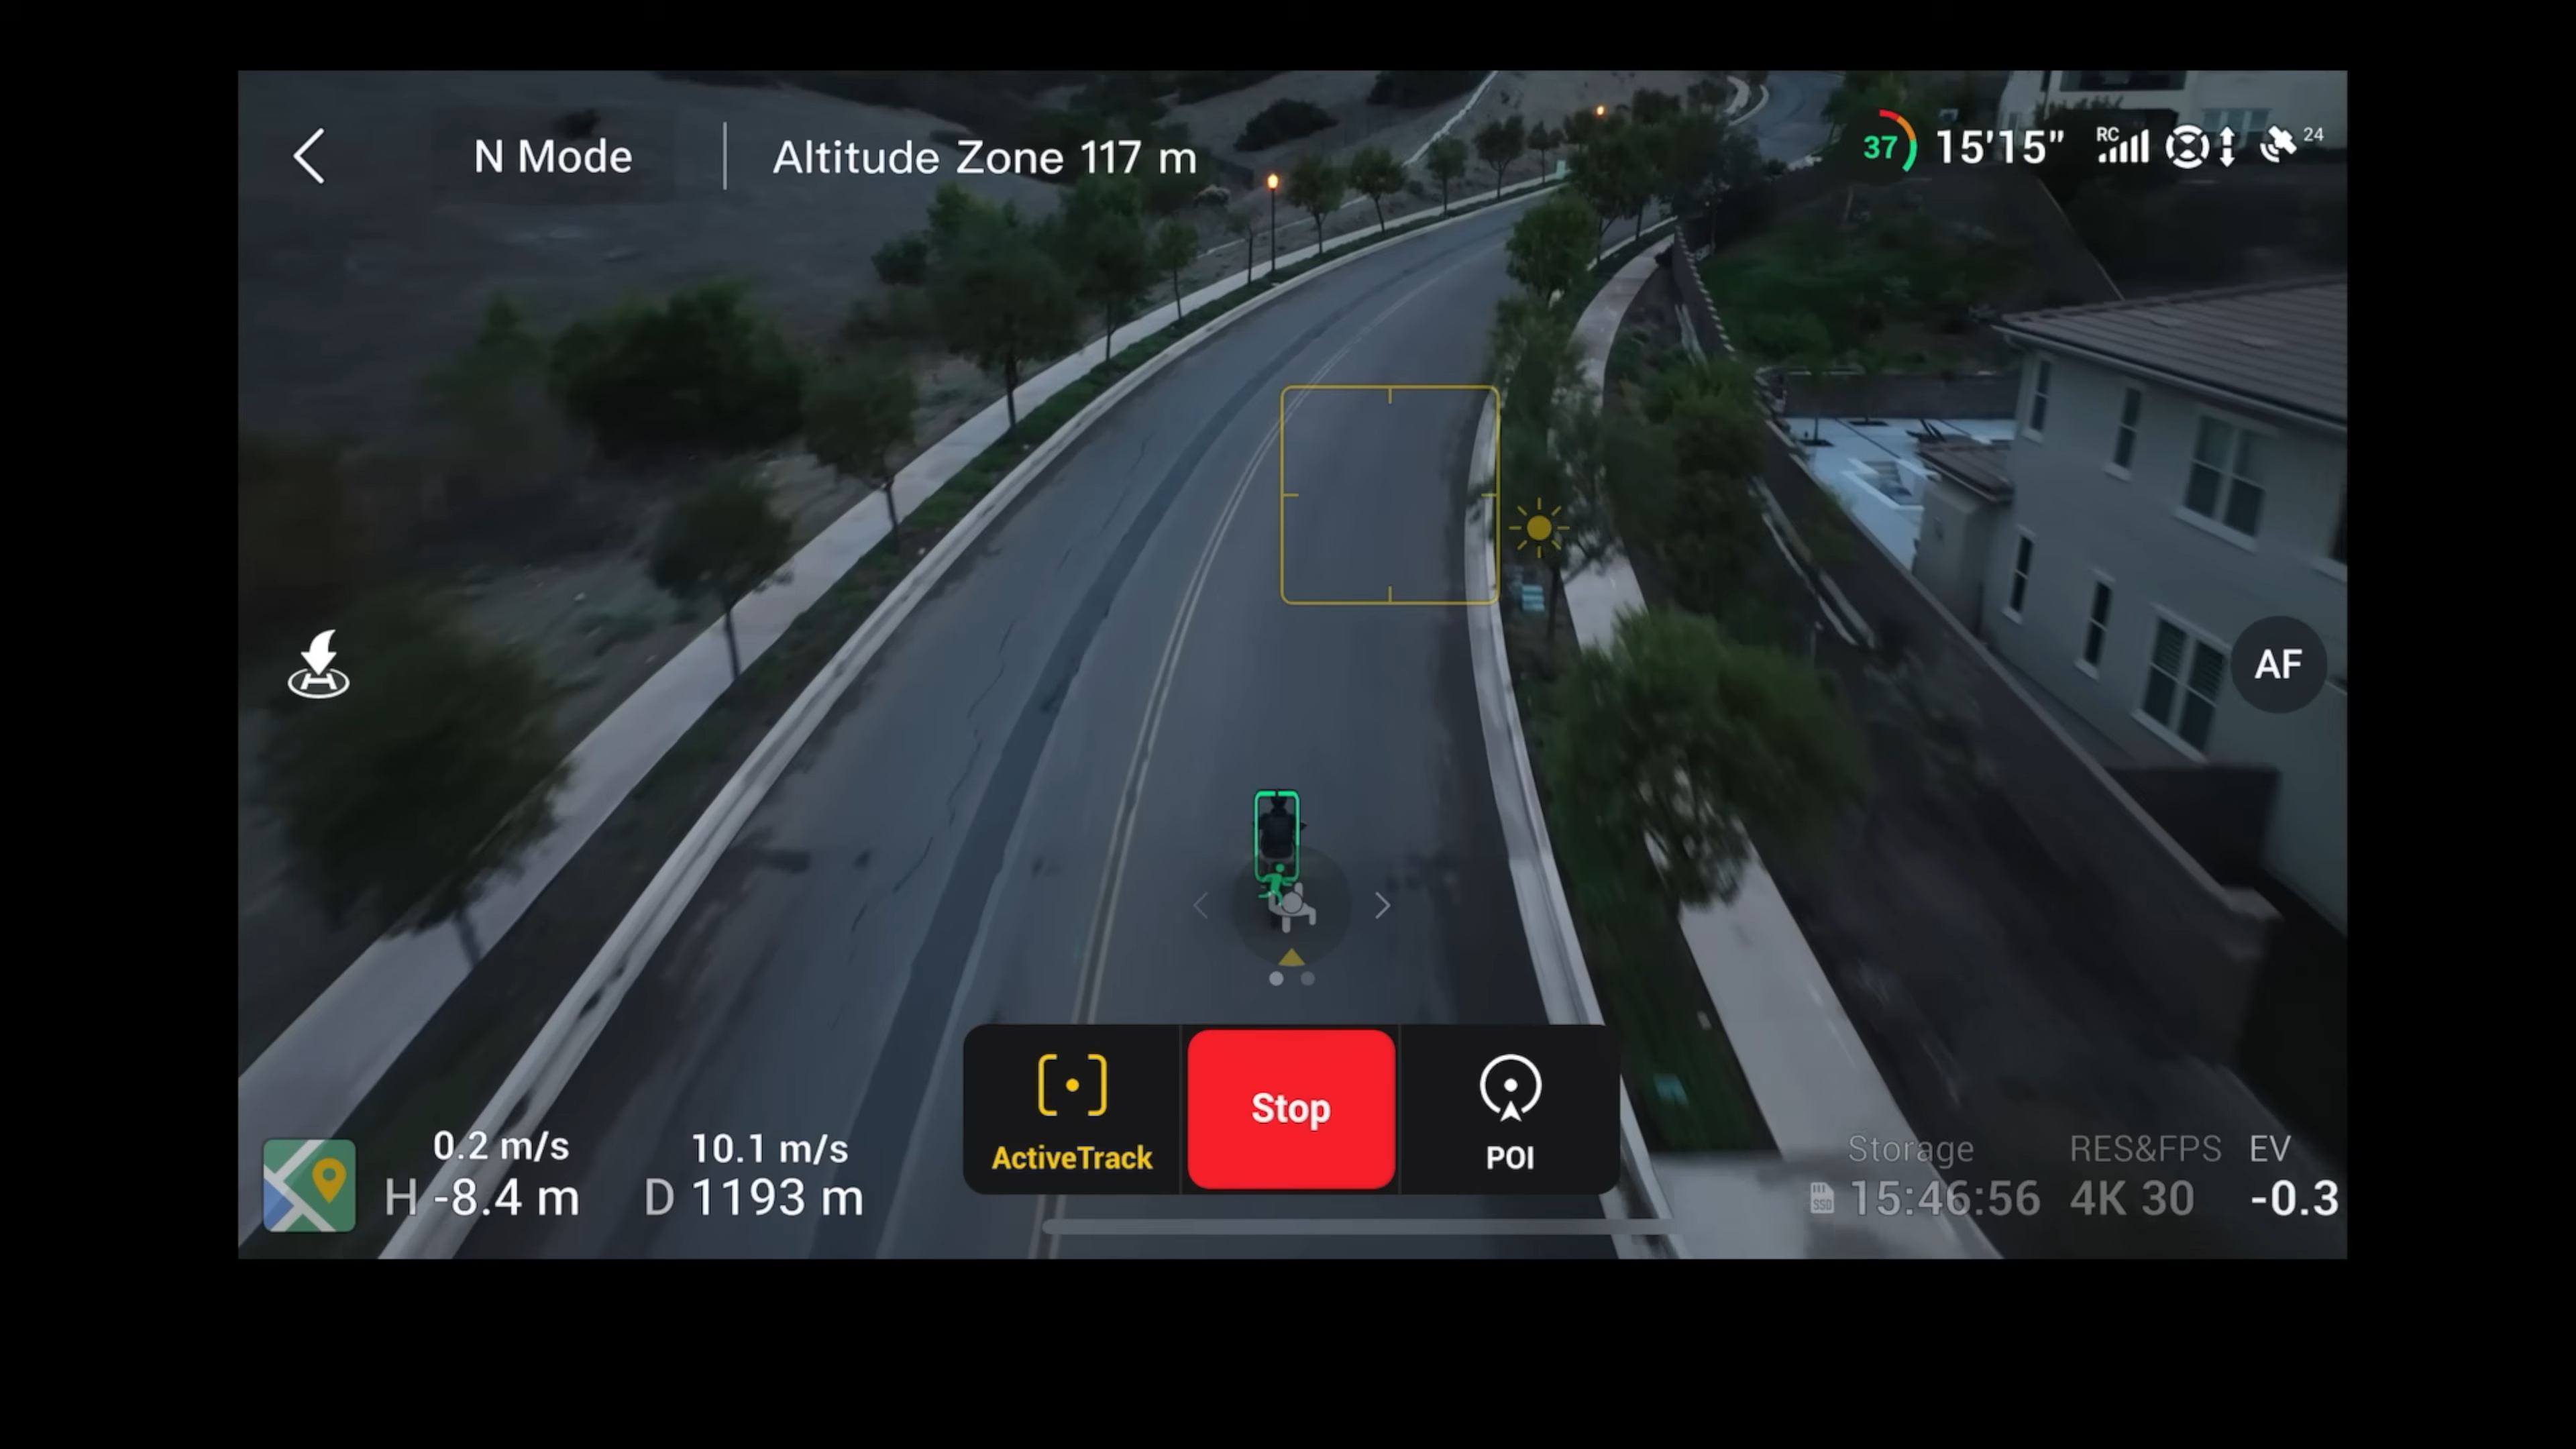 N Mode
Altitude Zone 117 m
37
15'15"
RC
24
AF
ActiveTrack
Stop
POI
0.2 m/s
10.1 m/s
H -8.4 m
D 1193 m
Storage
RES&FPS
EV
SSD
15:46:56
4K 30
-0.3